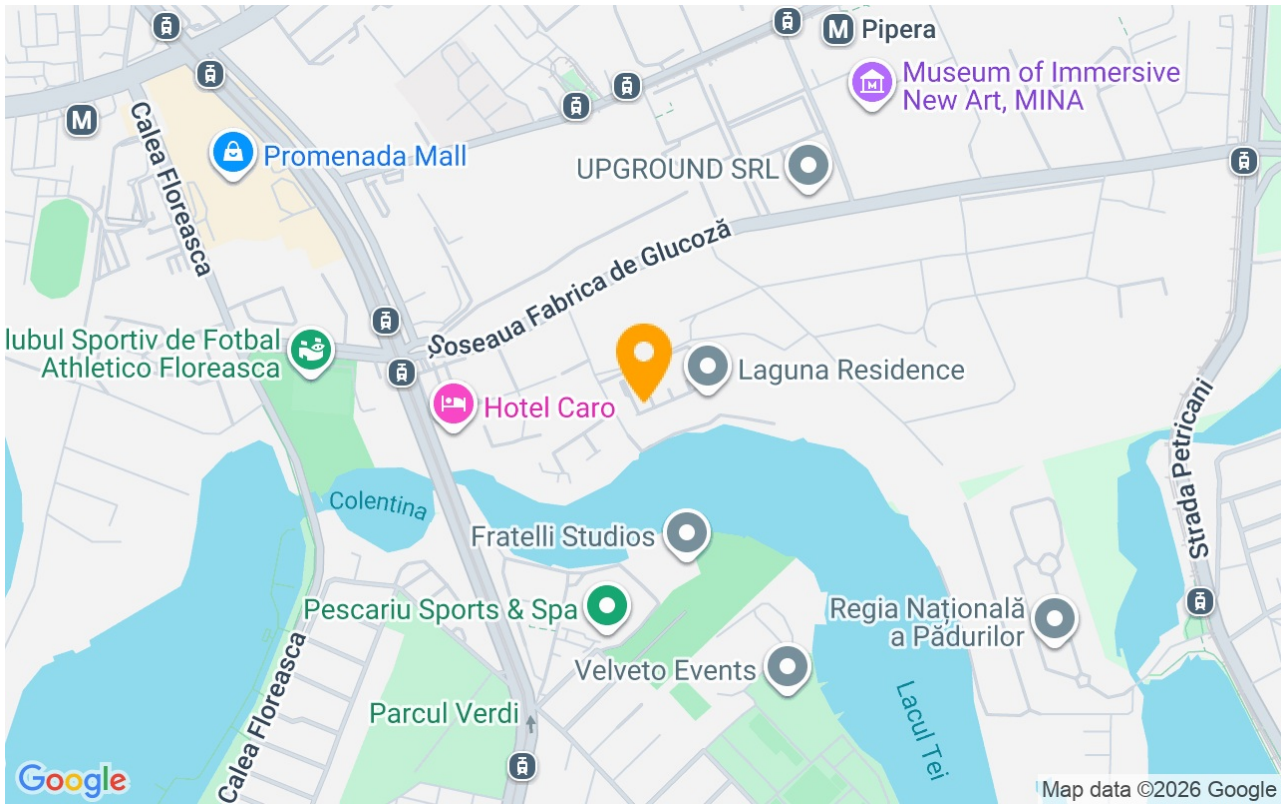 Pipera
M
Museum of Immersive
New Art, MINA
M
Calea Floreasca
Promenada Mall
UPGROUND SRL
Șoseaua Fabrica de Glucoză
lubul Sportiv de Fotbal
Athletico Floreasca
Laguna Residence
Hotel Caro
Strada Petricani
Colentina
Fratelli Studios
Pescariu Sports & Spa
Regia Națională
a Pădurilor
Velveto Events
Calea Floreasca
Parcul Verdi
Lacul Tei
Google
Map data ©2026 Google